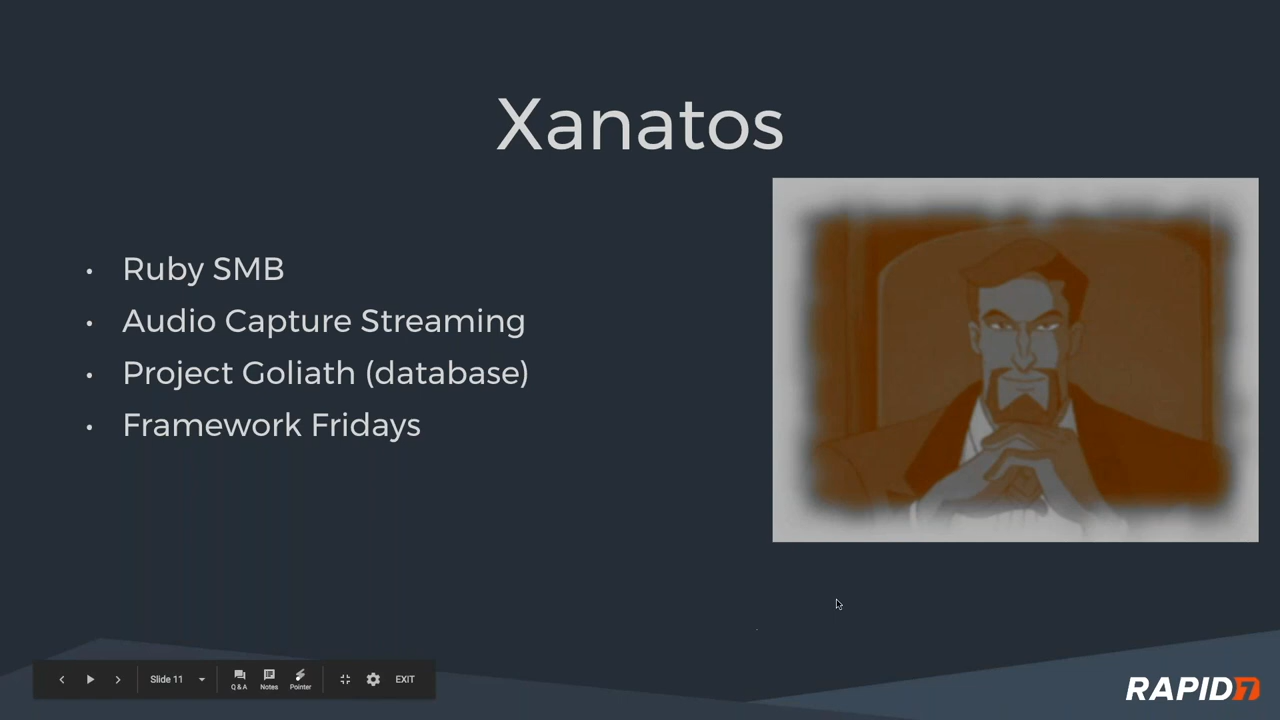 Xanatos
• Ruby SMB
• Audio Capture Streaming
• Project Goliath (database)
• Framework Fridays
Slide 11
Q & A
Notes
Pointer
EXIT
RAPID7